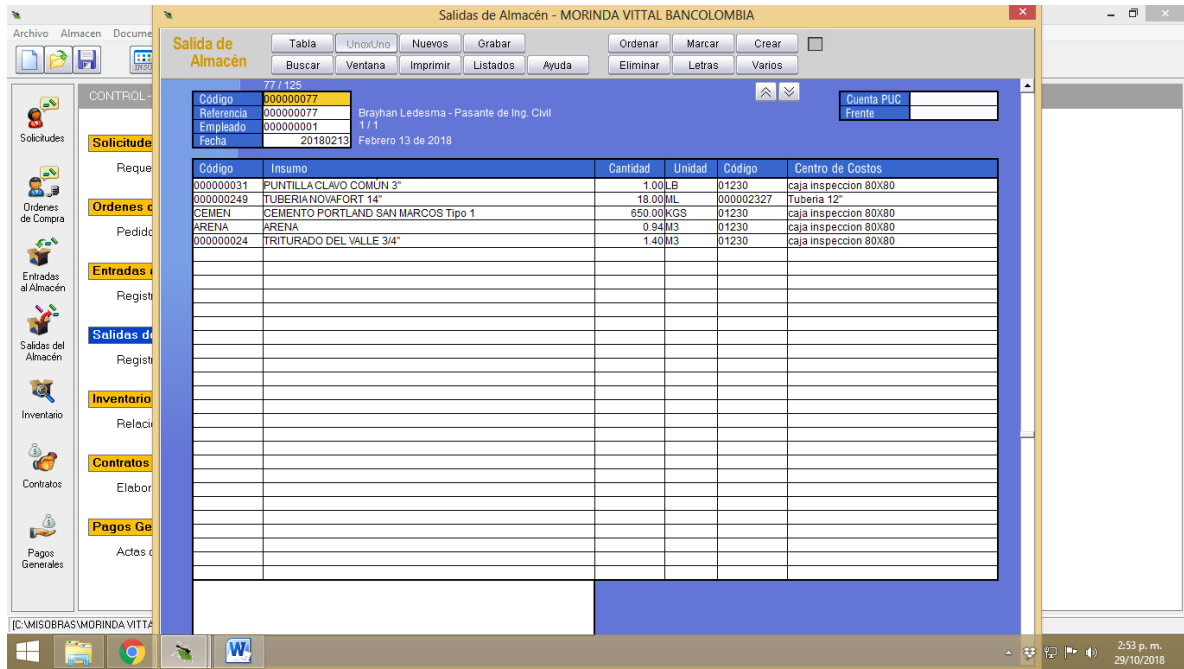 Salidas de Almacén - MORINDA VITTAL BANCOLOMBIA
Archivo Almacen Docume
Salida de Almacén
Tabla UnoxUno Nuevos Grabar Ordenar Marcar Crear
Buscar Ventana Imprimir Listados Ayuda Eliminar Letras Varios
CONTROL-
77 / 125
Código 000000077 Cuenta PUC
Referencia 000000077 Brayhan Ledesma - Pasante de Ing. Civil Frente
Empleado 000000001 1 / 1
Fecha 20180213 Febrero 13 de 2018
Código Insumo Cantidad Unidad Código Centro de Costos
000000031 PUNTILLA CLAVO COMÚN 3" 1.00 LB 01230 caja inspeccion 80X80
000000249 TUBERIA NOVAFORT 14" 18.00 ML 000002327 Tuberia 12"
CEMEN CEMENTO PORTLAND SAN MARCOS Tipo 1 650.00 KGS 01230 caja inspeccion 80X80
ARENA ARENA 0.94 M3 01230 caja inspeccion 80X80
000000024 TRITURADO DEL VALLE 3/4" 1.40 M3 01230 caja inspeccion 80X80
Solicitudes
Ordenes
de Compra
Entradas
al Almacén
Salidas del
Almacén
Inventario
Contratos
Pagos
Generales
Solicitude
Reque
Ordenes c
Pedido
Entradas
Regist
Salidas d
Regist
Inventario
Relaci
Contratos
Elabor
Pagos Ge
Actas
[C:\MISOBRAS\MORINDA VITTA
2:53 p. m.
29/10/2018